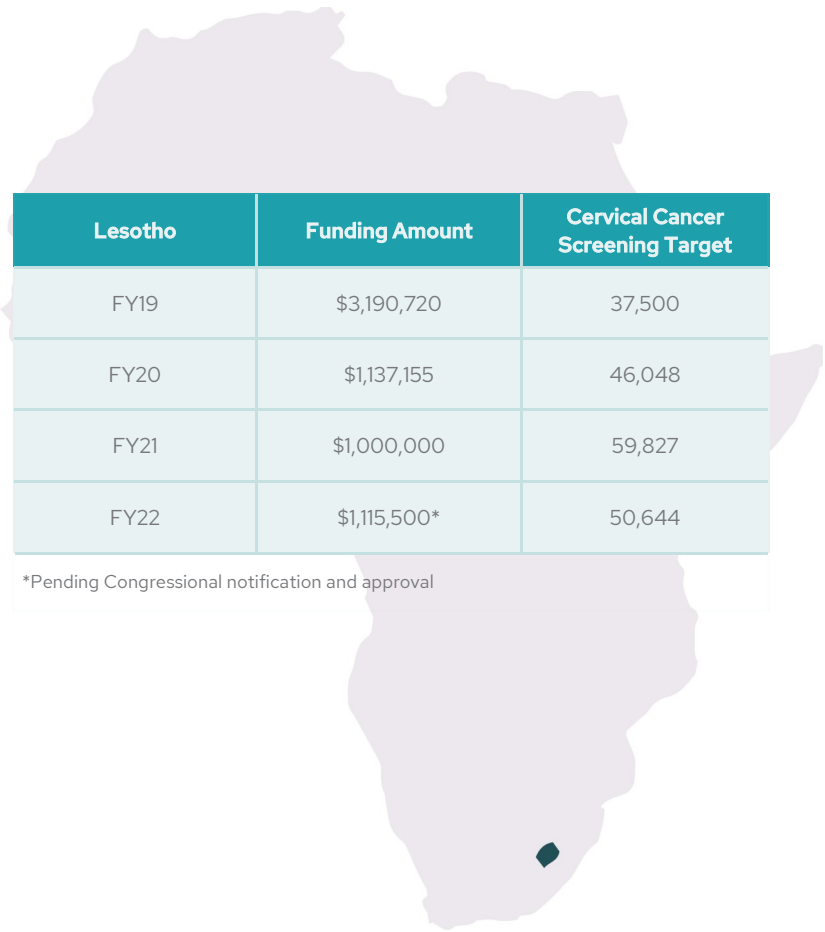 Lesotho Funding Amount Cervical Cancer Screening Target
FY19 $3,190,720 37,500
FY20 $1,137,155 46,048
FY21 $1,000,000 59,827
FY22 $1,115,500* 50,644
*Pending Congressional notification and approval